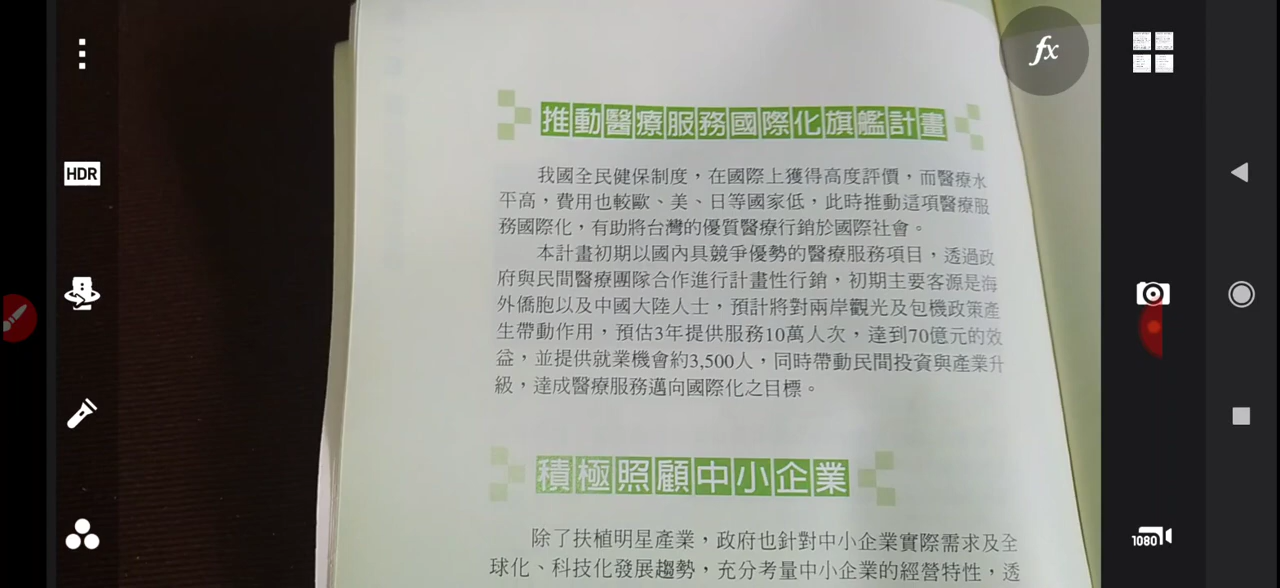 fx
推動醫療服務國際化旗艦計畫
HDR
我國全民健保制度，在國際上獲得高度評價，而醫療水
平高，費用也較歐、美、日等國家低，此時推動這項醫療服
務國際化，有助將台灣的優質醫療行銷於國際社會。
本計畫初期以國內具競爭優勢的醫療服務項目，透過政
府與民間醫療團隊合作進行計畫性行銷，初期主要客源是海
外僑胞以及中國大陸人士，預計將對兩岸觀光及包機政策產
生帶動作用，預估3年提供服務10萬人次，達到70億元的效
益，並提供就業機會約3,500人，同時帶動民間投資與產業升
級，達成醫療服務邁向國際化之目標。
積極照顧中小企業
除了扶植明星產業，政府也針對中小企業實際需求及全
球化、科技化發展趨勢，充分考量中小企業的經營特性，透
1080